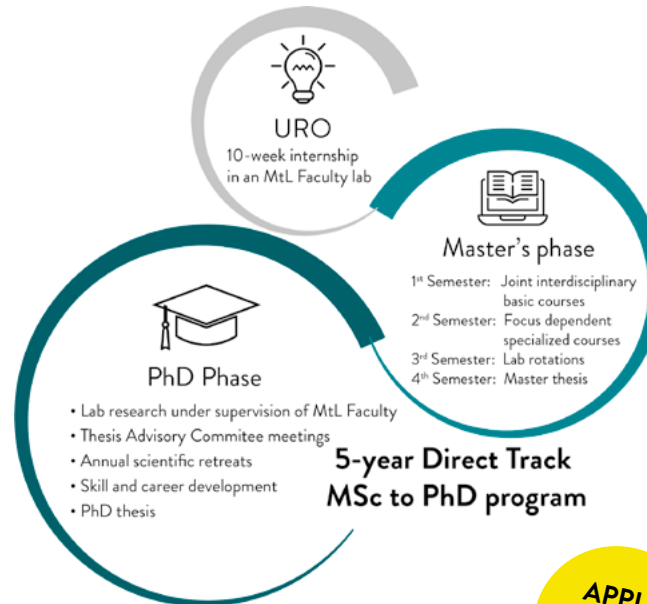 URO
10-week internship
in an MtL Faculty lab
Master's phase
1st Semester: Joint interdisciplinary
basic courses
2nd Semester: Focus dependent
specialized courses
3rd Semester: Lab rotations
4th Semester: Master thesis
PhD Phase
• Lab research under supervision of MtL Faculty
• Thesis Advisory Commitee meetings
• Annual scientific retreats
• Skill and career development
• PhD thesis
5-year Direct Track
MSc to PhD program